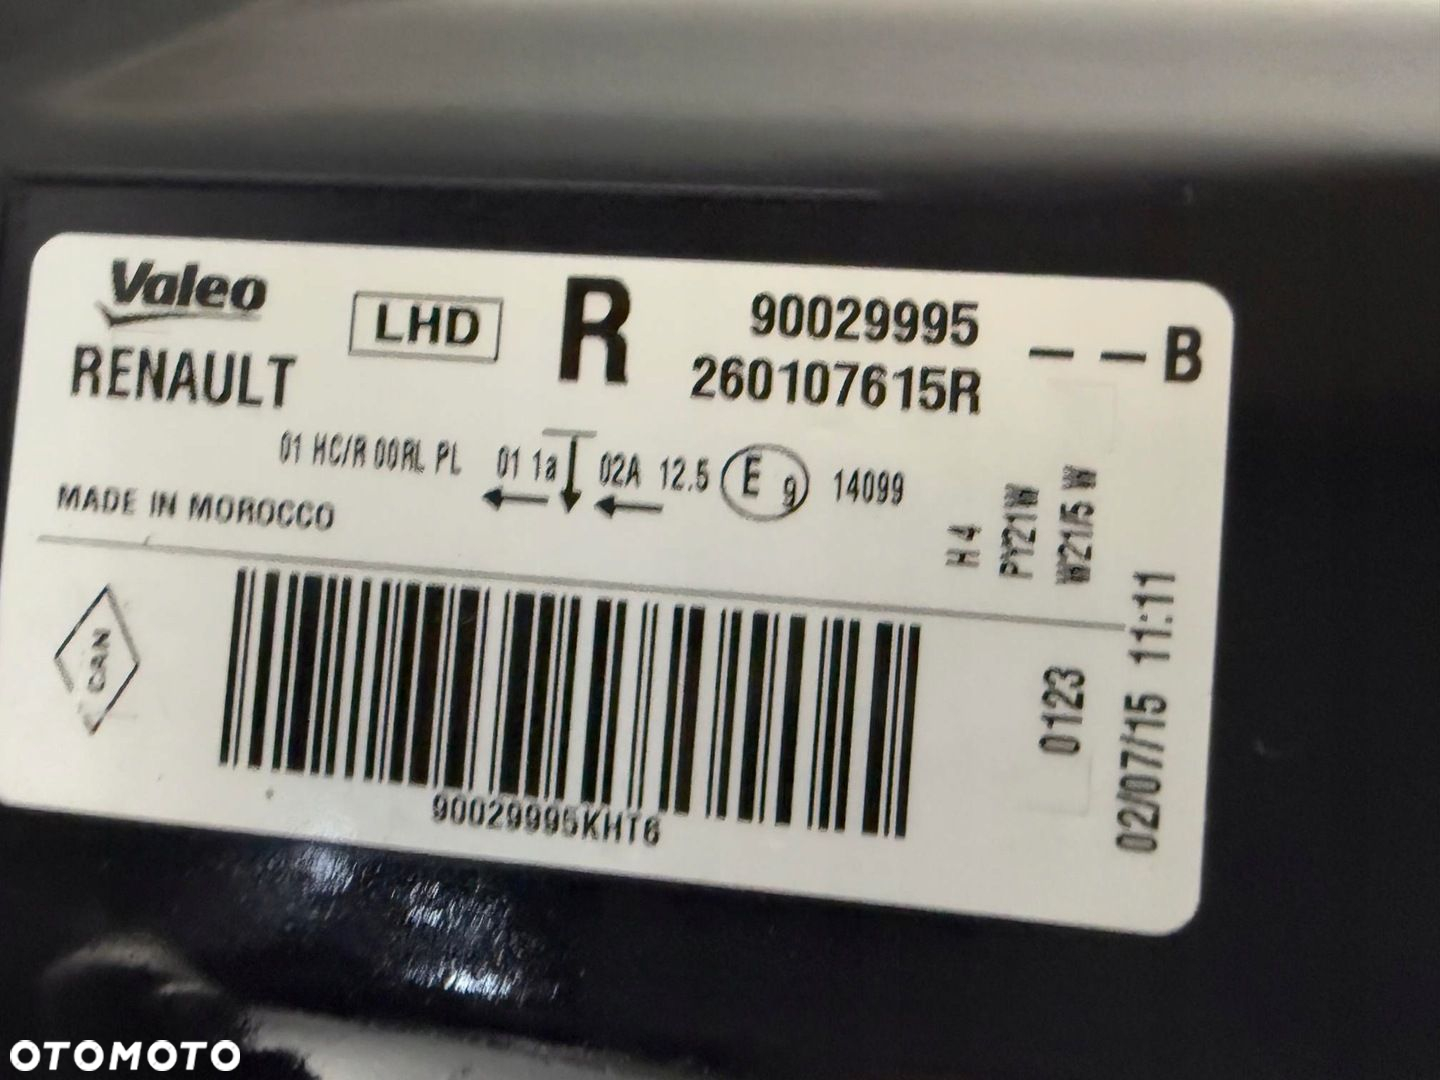 Valeo
RENAULT
LHD
R
90029995
260107615R
- - B
01 HC/R 00RL PL 01 1a 02A 12.5 E 9 14099
MADE IN MOROCCO
H4
PY21W
W21/5 W
CAN
90029995KHT6
0123
02/07/15 11:11
OTOMOTO